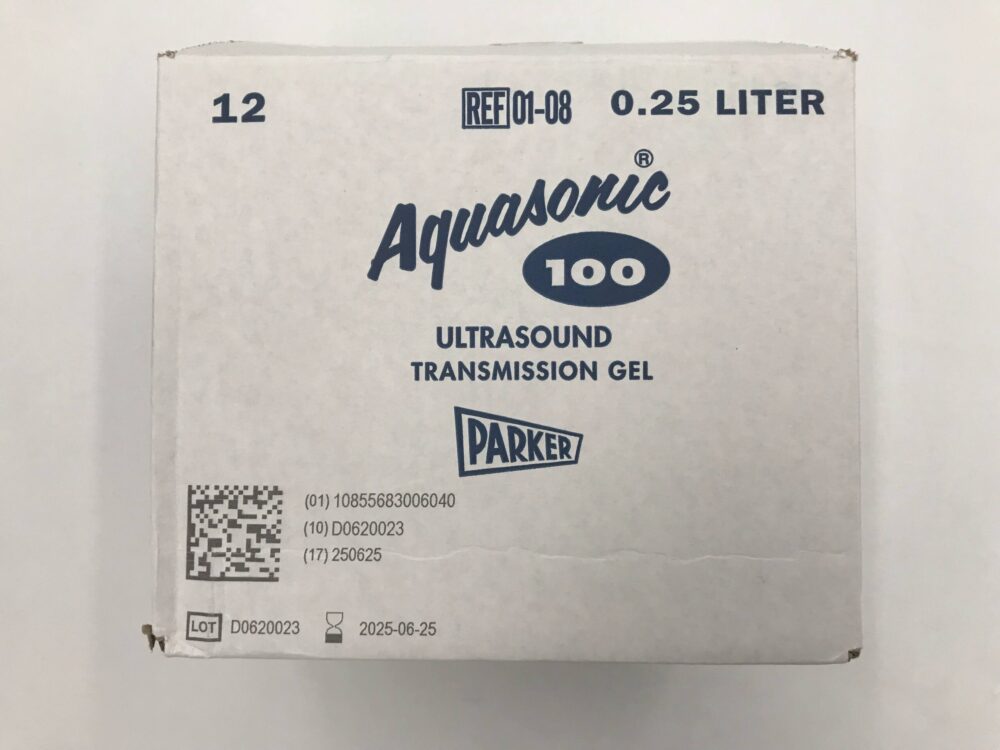 12 REF 01-08 0.25 LITER
Aquasonic®
100
ULTRASOUND
TRANSMISSION GEL
PARKER
(01) 10855683006040
(10) D0620023
(17) 250625
LOT D0620023 2025-06-25